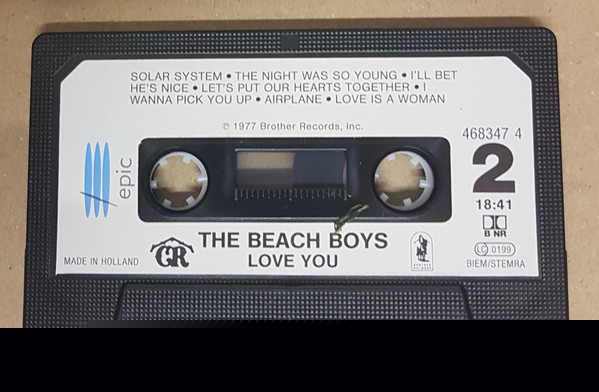 SOLAR SYSTEM • THE NIGHT WAS SO YOUNG • I'LL BET
HE'S NICE • LET'S PUT OUR HEARTS TOGETHER • I
WANNA PICK YOU UP • AIRPLANE • LOVE IS A WOMAN
℗ 1977 Brother Records, Inc.
468347 4
2
18:41
B NR
LC 0199
BIEM/STEMRA
epic
MADE IN HOLLAND
CR
THE BEACH BOYS
LOVE YOU